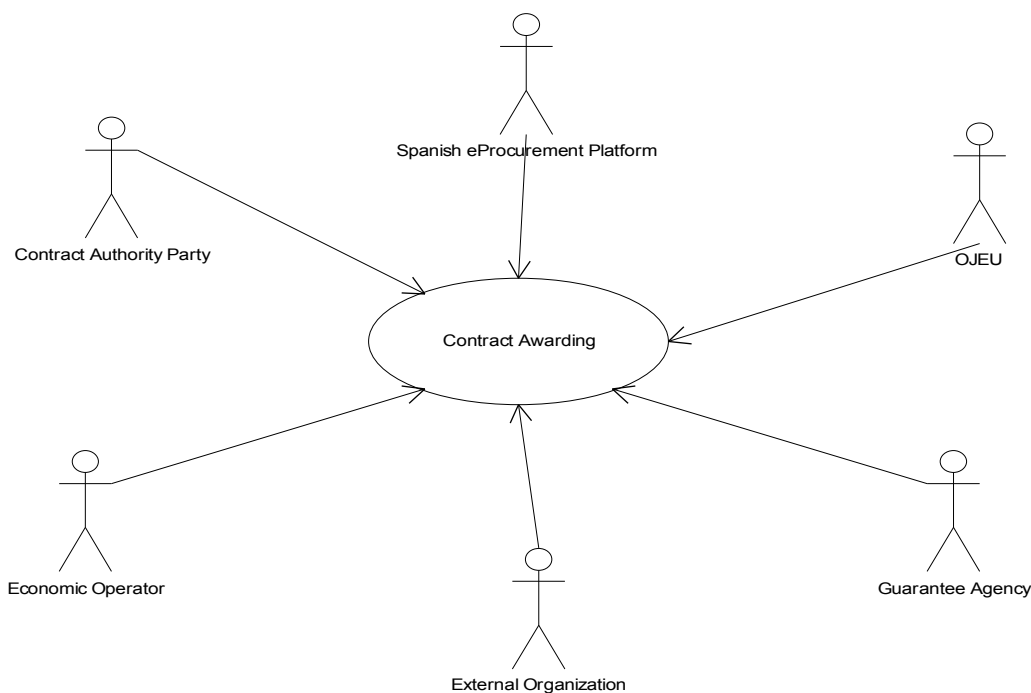 Spanish eProcurement Platform
Contract Authority Party
OJEU
Contract Awarding
Economic Operator
Guarantee Agency
External Organization